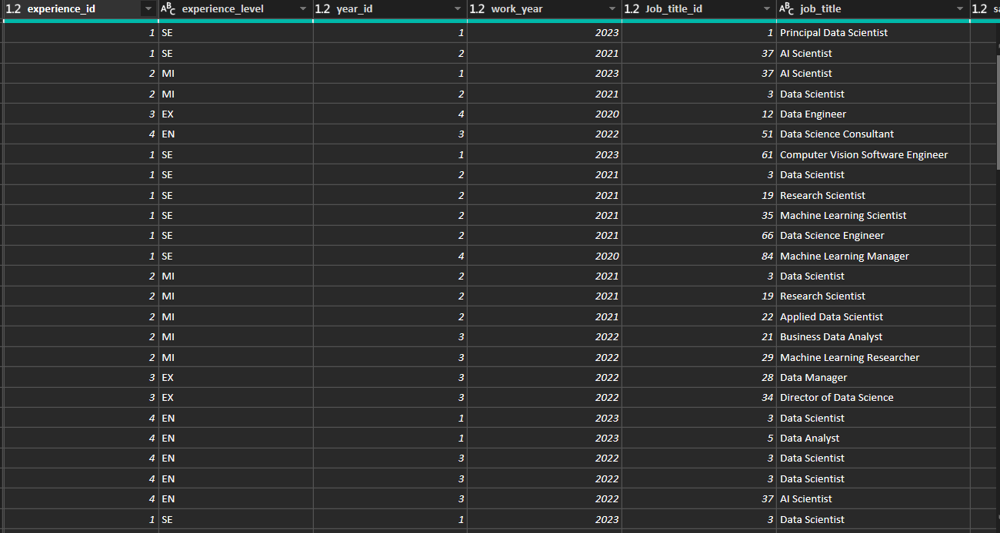 1.2 experience_id ABC experience_level 1.2 year_id 1.2 work_year 1.2 Job_title_id ABC job_title 1.2
1 SE 1 2023 1 Principal Data Scientist
1 SE 2 2021 37 AI Scientist
2 MI 1 2023 37 AI Scientist
2 MI 2 2021 3 Data Scientist
3 EX 4 2020 12 Data Engineer
4 EN 3 2022 51 Data Science Consultant
1 SE 1 2023 61 Computer Vision Software Engineer
1 SE 2 2021 3 Data Scientist
1 SE 2 2021 19 Research Scientist
1 SE 2 2021 35 Machine Learning Scientist
1 SE 2 2021 66 Data Science Engineer
1 SE 4 2020 84 Machine Learning Manager
2 MI 2 2021 3 Data Scientist
2 MI 2 2021 19 Research Scientist
2 MI 2 2021 22 Applied Data Scientist
2 MI 3 2022 21 Business Data Analyst
2 MI 3 2022 29 Machine Learning Researcher
3 EX 3 2022 28 Data Manager
3 EX 3 2022 34 Director of Data Science
4 EN 1 2023 3 Data Scientist
4 EN 1 2023 5 Data Analyst
4 EN 3 2022 3 Data Scientist
4 EN 3 2022 3 Data Scientist
4 EN 3 2022 37 AI Scientist
1 SE 1 2023 3 Data Scientist